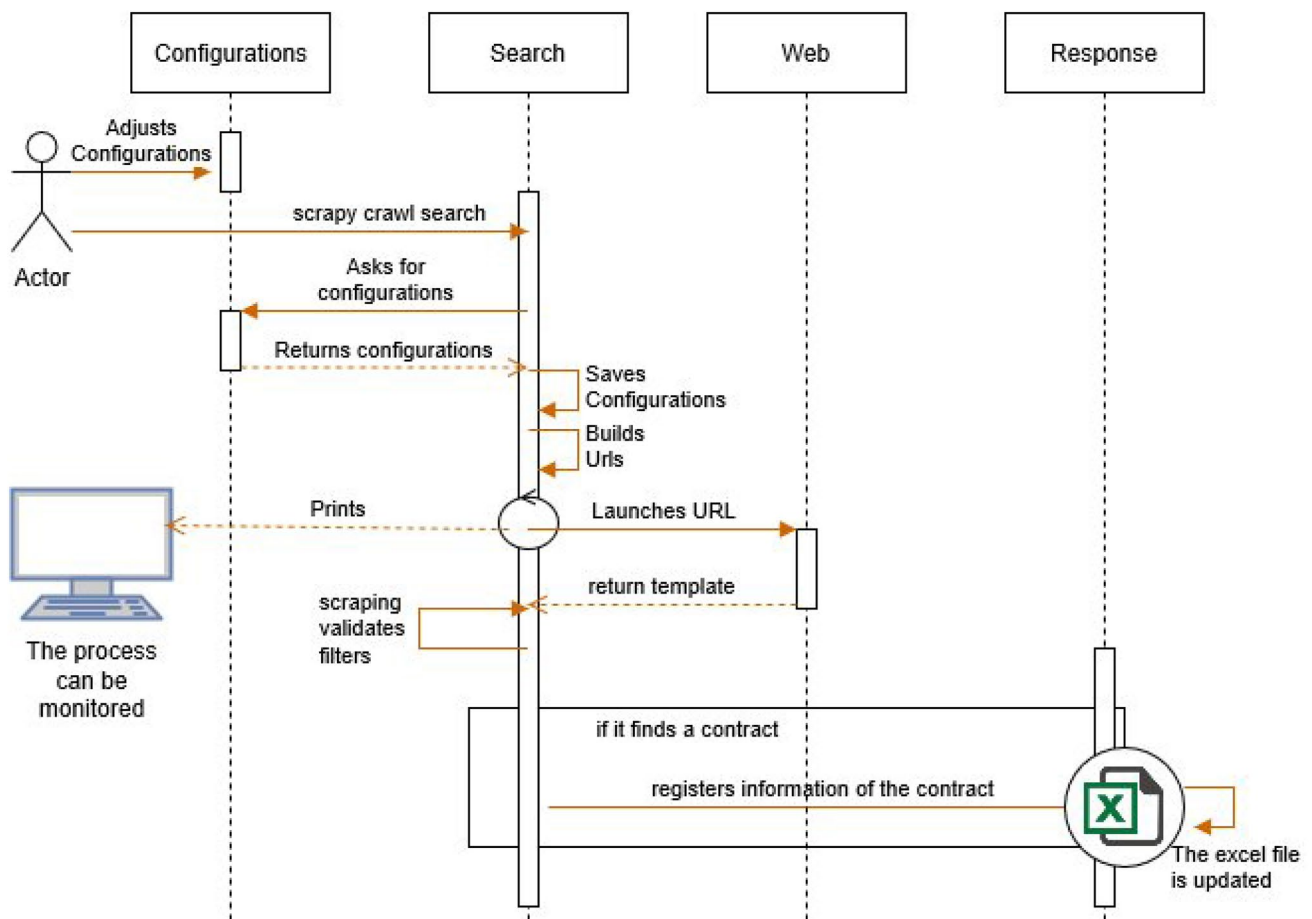 Configurations
Search
Web
Response
Adjusts
Configurations
scrapy crawl search
Actor
Asks for
configurations
Returns configurations
Saves
Configurations
Builds
Urls
Prints
Launches URL
return template
scraping
validates
filters
The process
can be
monitored
if it finds a contract
registers information of the contract
X
The excel file
is updated